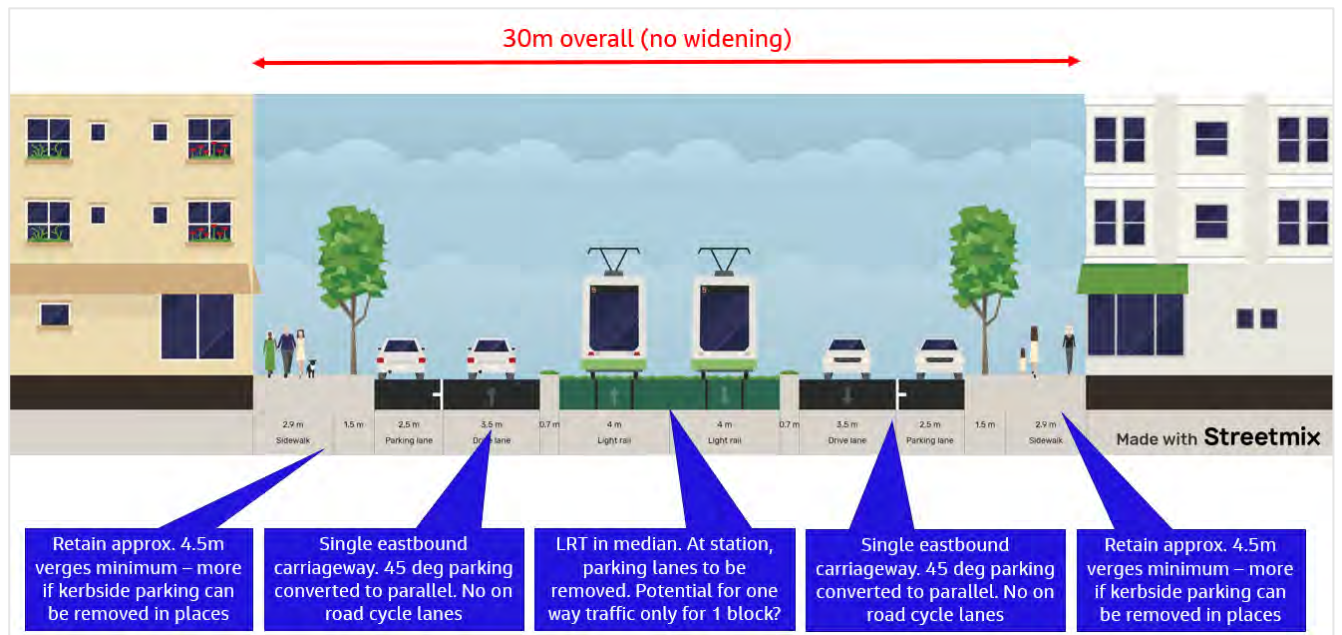 30m overall (no widening)
5
5
2.9 m
Sidewalk
1.5 m
2.5 m
Parking lane
3.5 m
Drive lane
0.7 m
4 m
Light rail
4 m
Light rail
0.7 m
3.5 m
Drive lane
2.5 m
Parking lane
1.5 m
2.9 m
Sidewalk
Made with Streetmix
Retain approx. 4.5m
verges minimum – more
if kerbside parking can
be removed in places
Single eastbound
carriageway. 45 deg parking
converted to parallel. No on
road cycle lanes
LRT in median. At station,
parking lanes to be
removed. Potential for one
way traffic only for 1 block?
Single eastbound
carriageway. 45 deg parking
converted to parallel. No on
road cycle lanes
Retain approx. 4.5m
verges minimum – more
if kerbside parking can
be removed in places